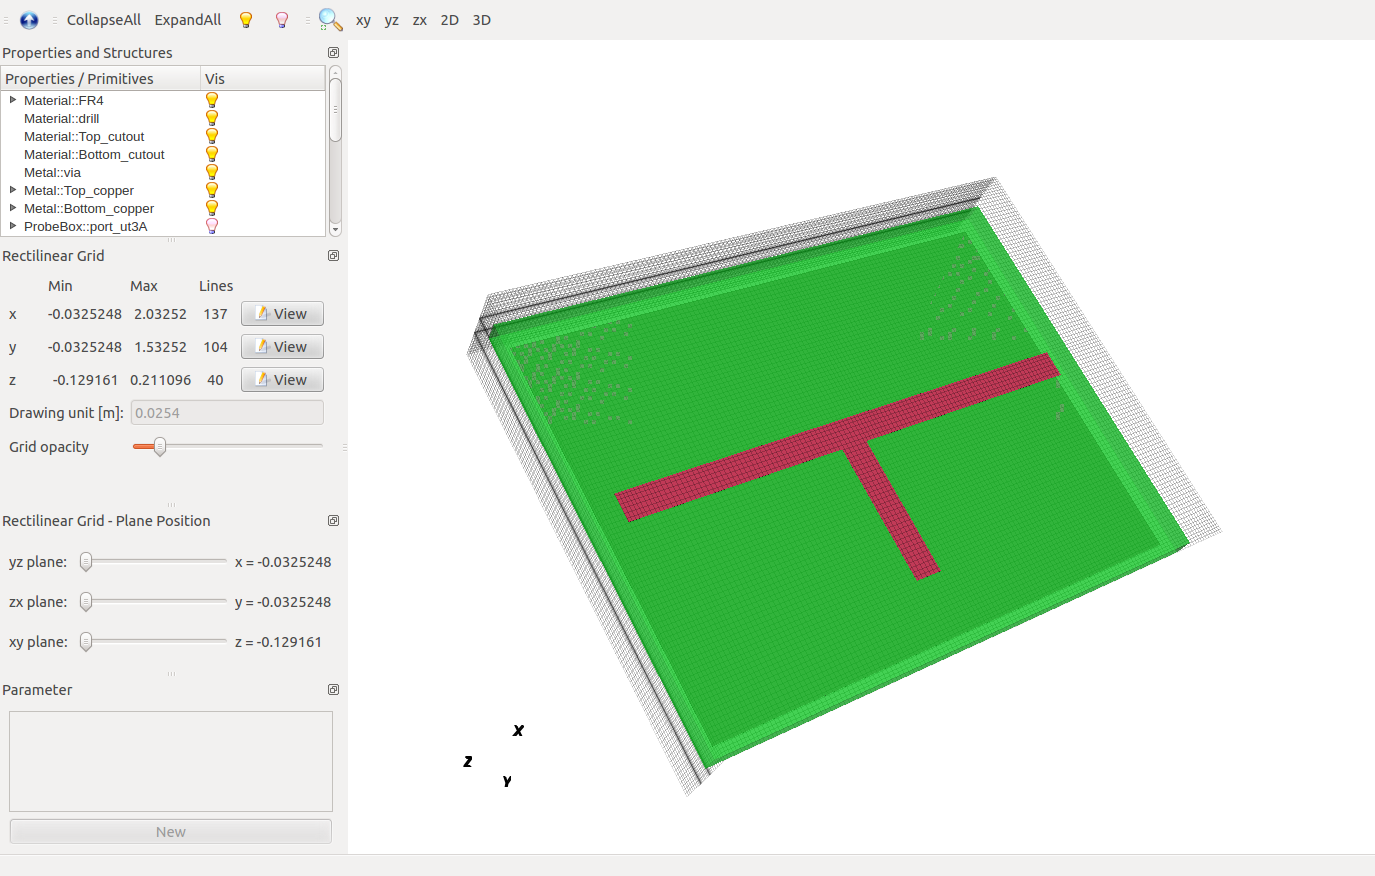 CollapseAll ExpandAll xy yz zx 2D 3D
Properties and Structures
Properties / Primitives Vis
Material::FR4
Material::drill
Material::Top_cutout
Material::Bottom_cutout
Metal::via
Metal::Top_copper
Metal::Bottom_copper
ProbeBox::port_ut3A
Rectilinear Grid
Min Max Lines
x -0.0325248 2.03252 137 View
y -0.0325248 1.53252 104 View
z -0.129161 0.211096 40 View
Drawing unit [m]: 0.0254
Grid opacity
Rectilinear Grid - Plane Position
yz plane: x = -0.0325248
zx plane: y = -0.0325248
xy plane: z = -0.129161
Parameter
New
X
Z
Y